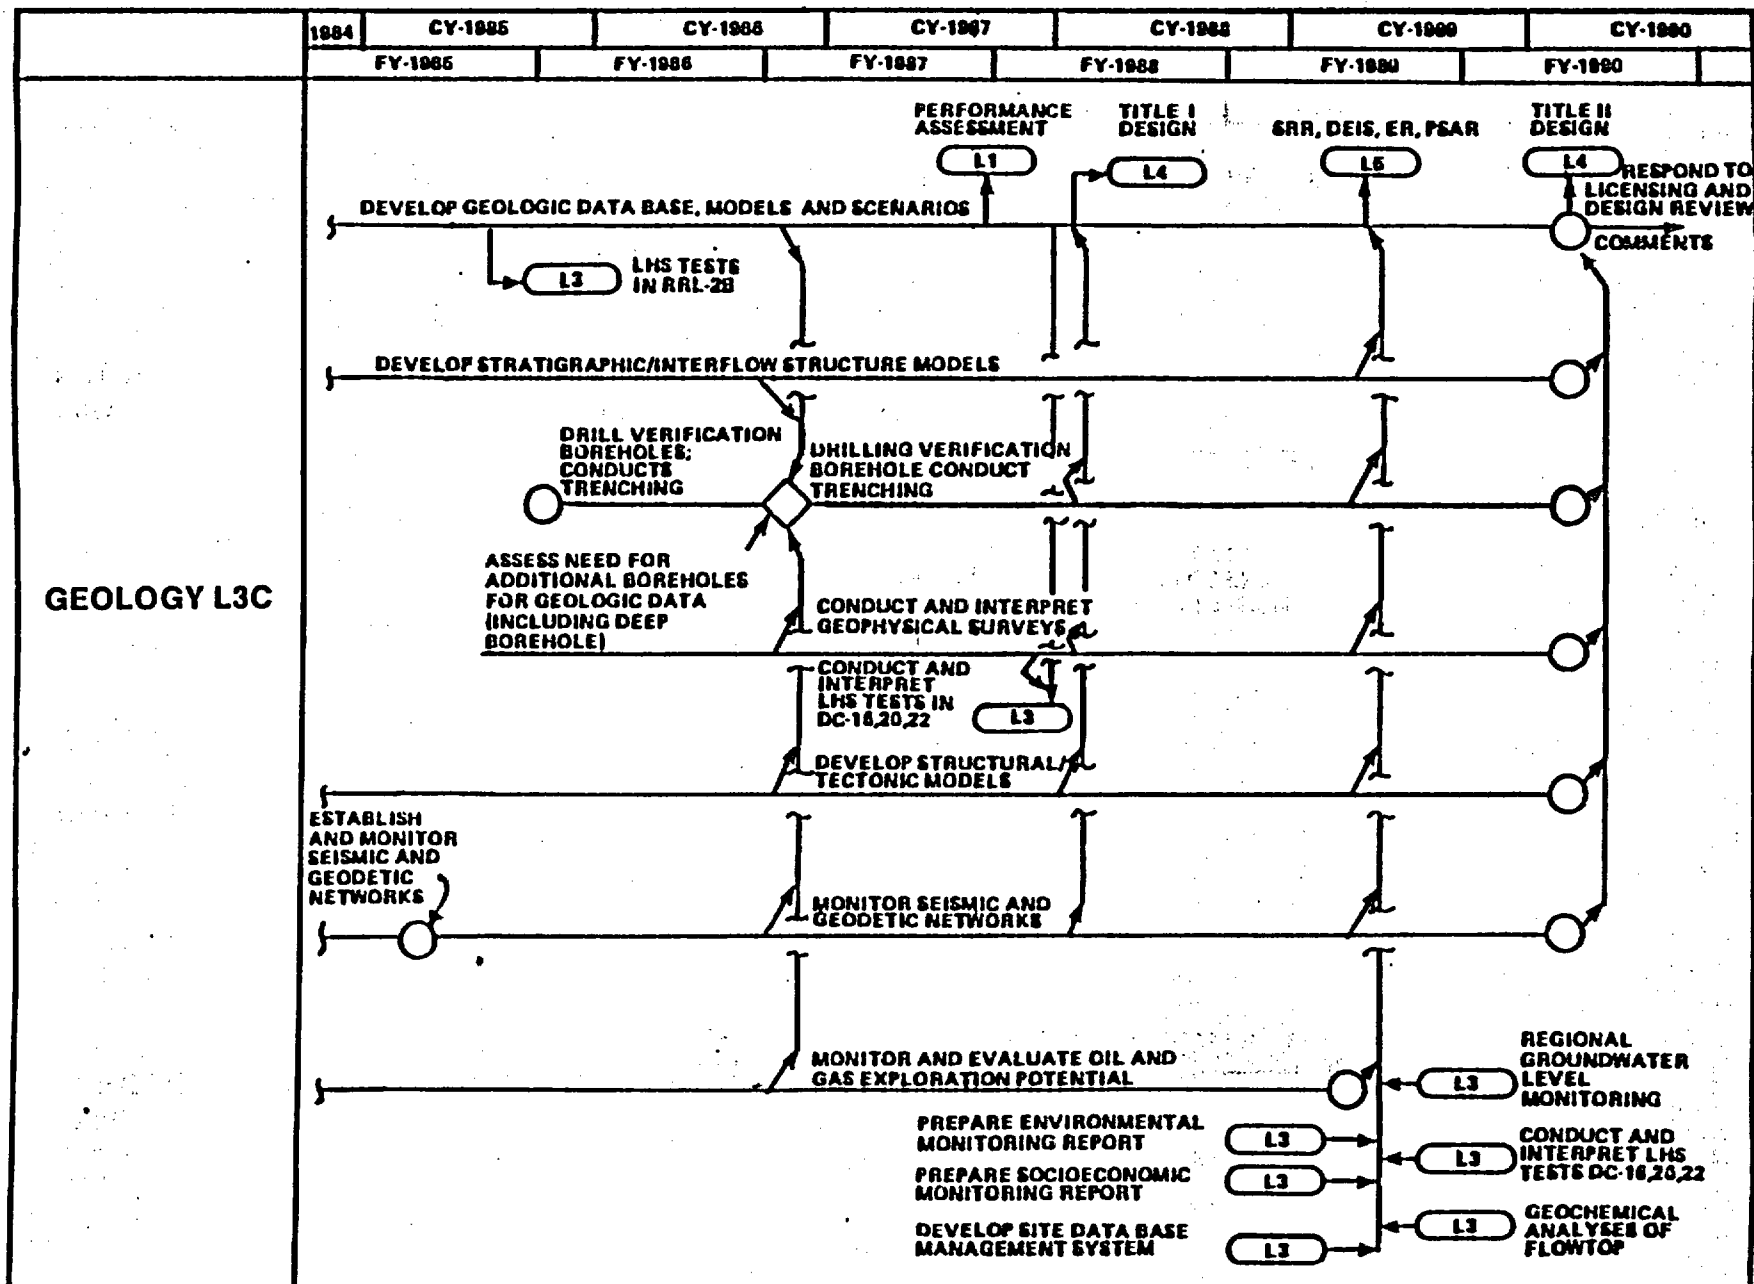 1984 CY-1985 CY-1986 CY-1987 CY-1988 CY-1989 CY-1990
FY-1985 FY-1986 FY-1987 FY-1988 FY-1989 FY-1990
GEOLOGY L3C
PERFORMANCE
ASSESSMENT
L1
TITLE I
DESIGN
L4
SRR, DEIS, ER, PSAR
L5
TITLE II
DESIGN
L4
RESPOND TO
LICENSING AND
DESIGN REVIEW
COMMENTS
DEVELOP GEOLOGIC DATA BASE, MODELS AND SCENARIOS
L3
LHS TESTS
IN RRL-2B
DEVELOP STRATIGRAPHIC/INTERFLOW STRUCTURE MODELS
DRILL VERIFICATION
BOREHOLES;
CONDUCTS
TRENCHING
DRILLING VERIFICATION
BOREHOLE CONDUCT
TRENCHING
ASSESS NEED FOR
ADDITIONAL BOREHOLES
FOR GEOLOGIC DATA
(INCLUDING DEEP
BOREHOLE)
CONDUCT AND INTERPRET
GEOPHYSICAL SURVEYS
CONDUCT AND
INTERPRET
LHS TESTS IN
DC-16,20,22
L3
DEVELOP STRUCTURAL/
TECTONIC MODELS
ESTABLISH
AND MONITOR
SEISMIC AND
GEODETIC
NETWORKS
MONITOR SEISMIC AND
GEODETIC NETWORKS
MONITOR AND EVALUATE OIL AND
GAS EXPLORATION POTENTIAL
L3
REGIONAL
GROUNDWATER
LEVEL
MONITORING
PREPARE ENVIRONMENTAL
MONITORING REPORT
L3
L3
CONDUCT AND
INTERPRET LHS
TESTS DC-16,20,22
PREPARE SOCIOECONOMIC
MONITORING REPORT
L3
L3
GEOCHEMICAL
ANALYSES OF
FLOWTOP
DEVELOP SITE DATA BASE
MANAGEMENT SYSTEM
L3